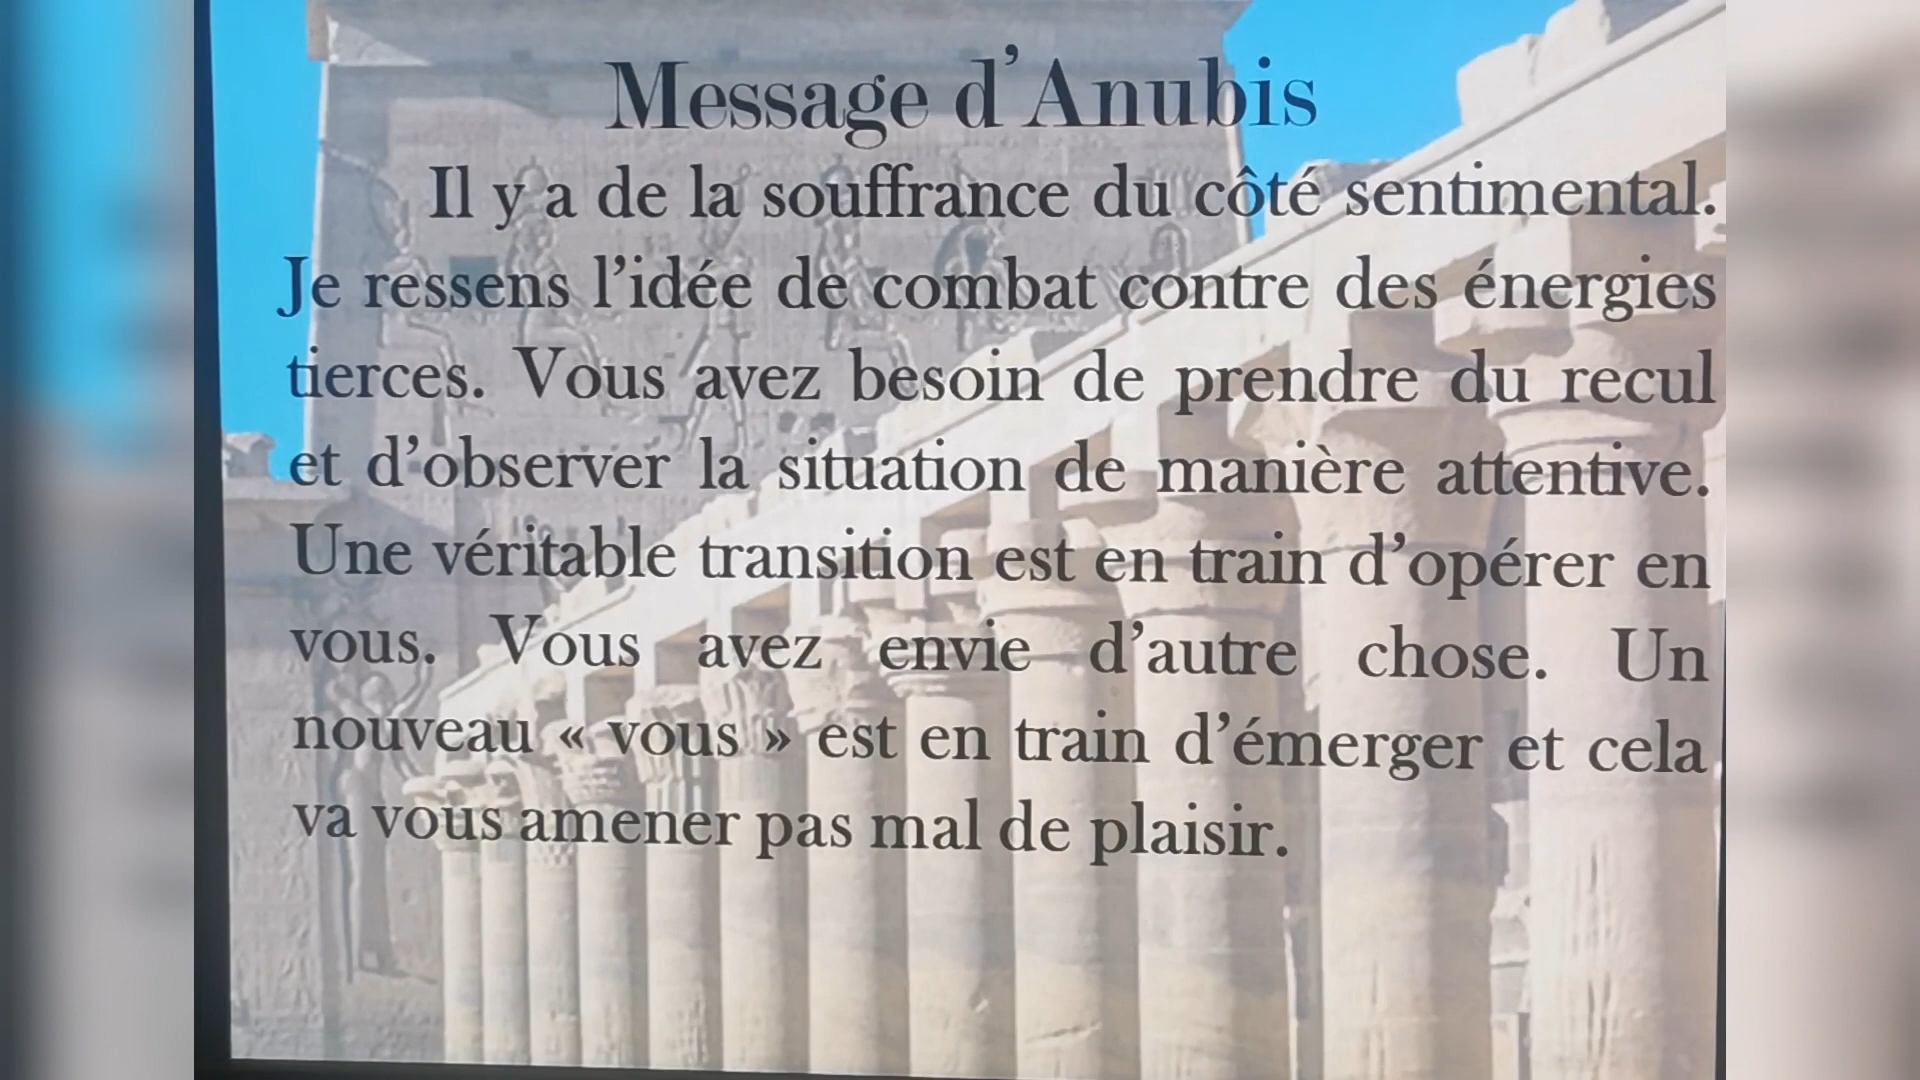 Message d'Anubis
Il y a de la souffrance du côté sentimental.
Je ressens l'idée de combat contre des énergies
tierces. Vous avez besoin de prendre du recul
et d'observer la situation de manière attentive.
Une véritable transition est en train d'opérer en
vous. Vous avez envie d'autre chose. Un
nouveau « vous » est en train d'émerger et cela
va vous amener pas mal de plaisir.